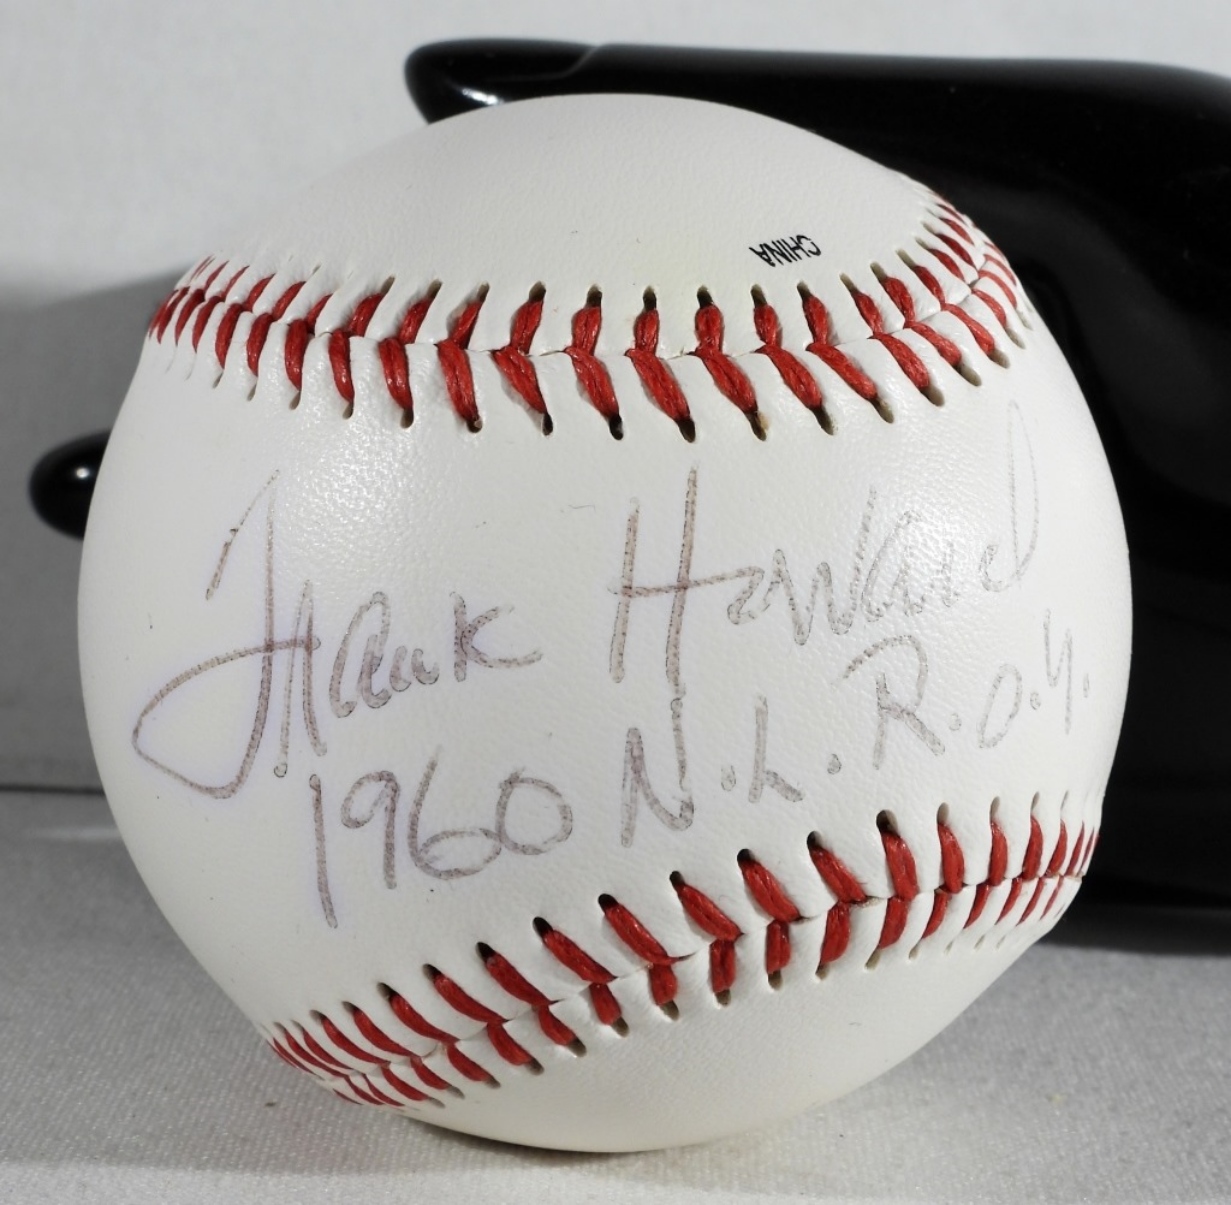 CHINA
Frank Howard
1960 N.L. R.O.Y.